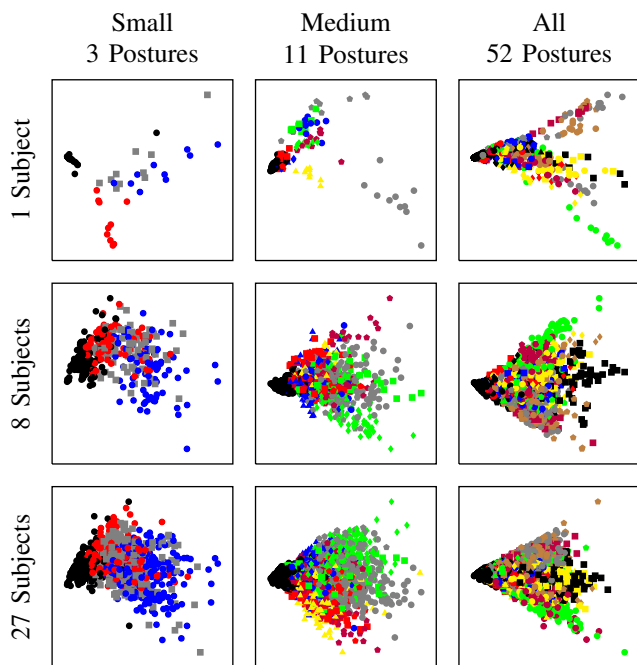 Small
3 Postures
Medium
11 Postures
All
52 Postures
1 Subject
8 Subjects
27 Subjects